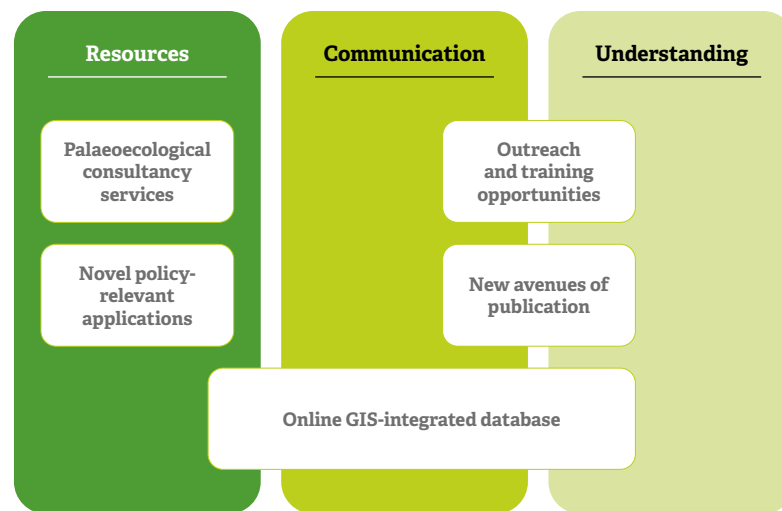 Resources
Communication
Understanding
Palaeoecological
consultancy
services
Outreach
and training
opportunities
Novel policy-
relevant
applications
New avenues of
publication
Online GIS-integrated database